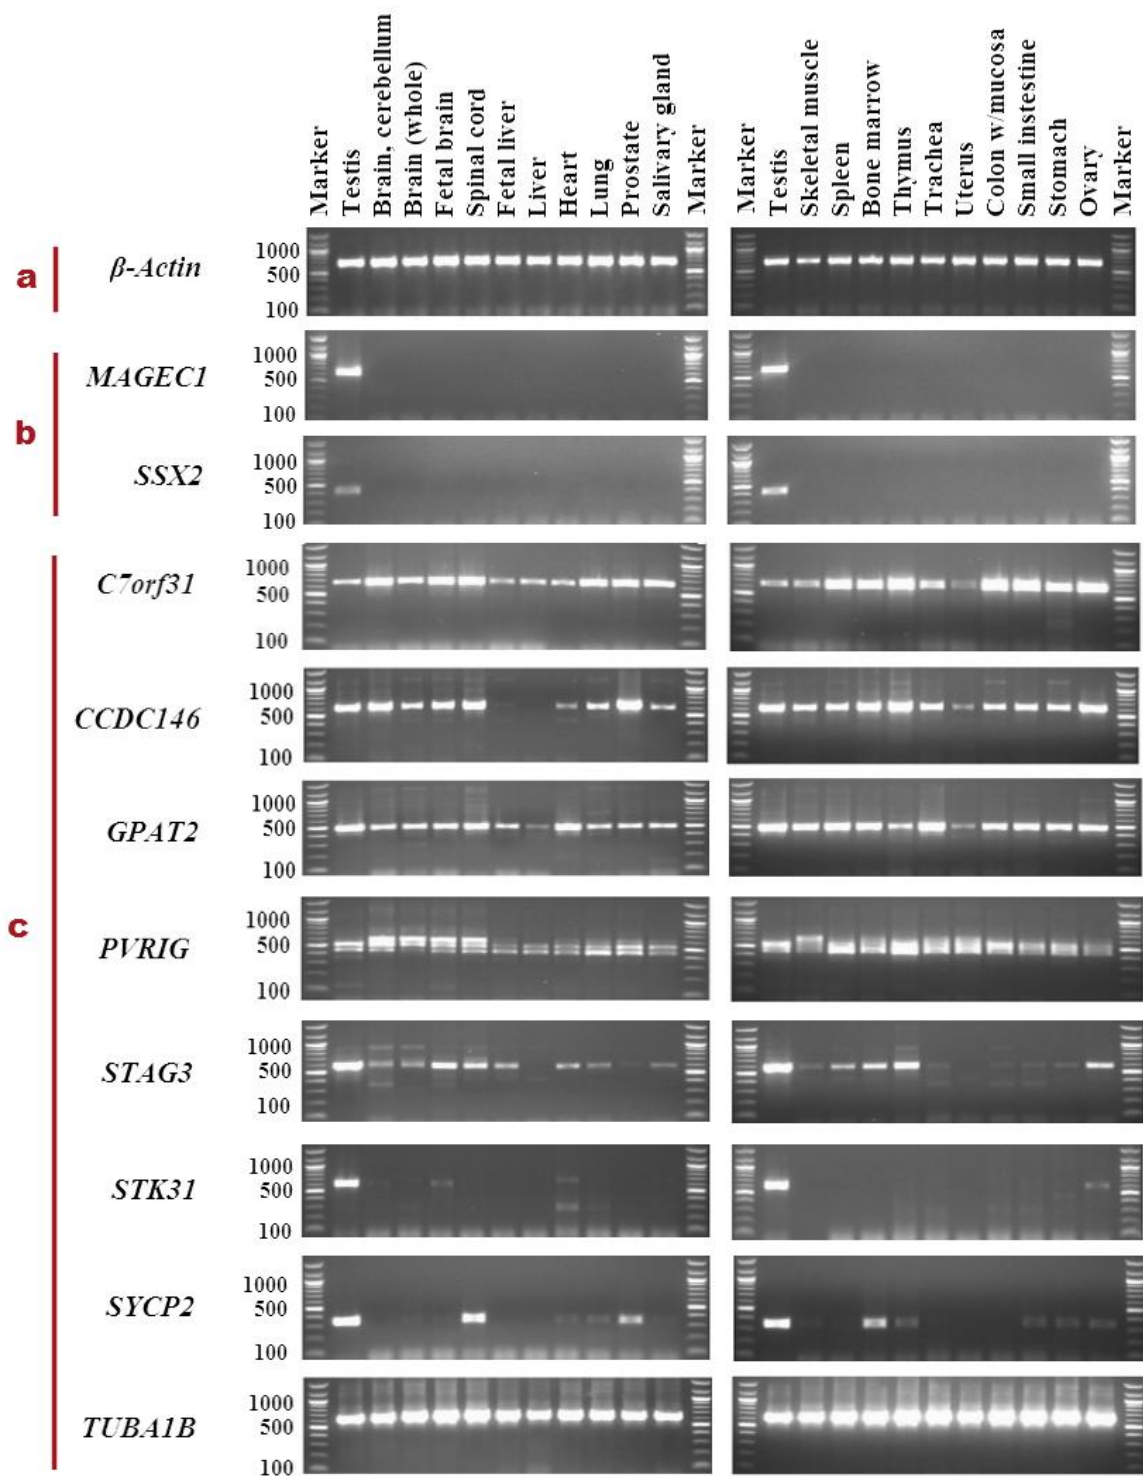 Marker
Testis
Brain, cerebellum
Brain (whole)
Fetal brain
Spinal cord
Fetal liver
Liver
Heart
Lung
Prostate
Salivary gland
Marker
Marker
Testis
Skeletal muscle
Spleen
Bone marrow
Thymus
Trachea
Uterus
Colon w/mucosa
Small instestine
Stomach
Ovary
Marker
a
β-Actin
1000
500
100
b
MAGEC1
1000
500
100
SSX2
1000
500
100
c
C7orf31
1000
500
100
CCDC146
1000
500
100
GPAT2
1000
500
100
PVRIG
1000
500
100
STAG3
1000
500
100
STK31
1000
500
100
SYCP2
1000
500
100
TUBA1B
1000
500
100